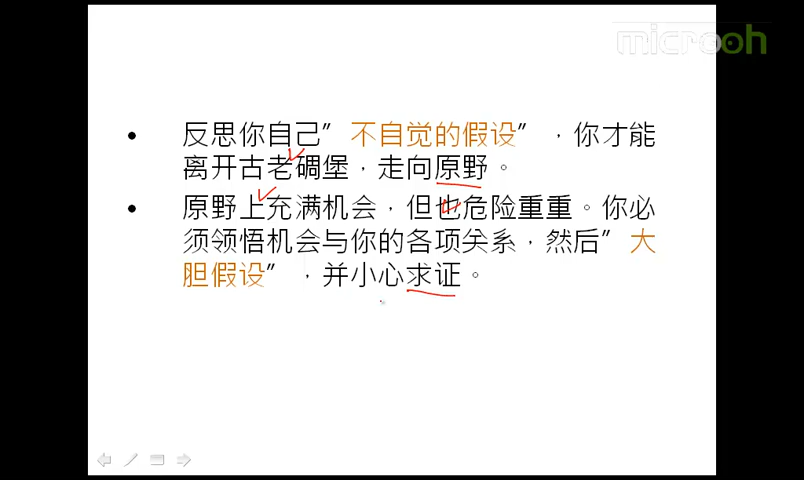 microoh
• 反思你自己”不自觉的假设”，你才能
离开古老碉堡，走向原野。
• 原野上充满机会，但也危险重重。你必
须领悟机会与你的各项关系，然后”大
胆假设”，并小心求证。